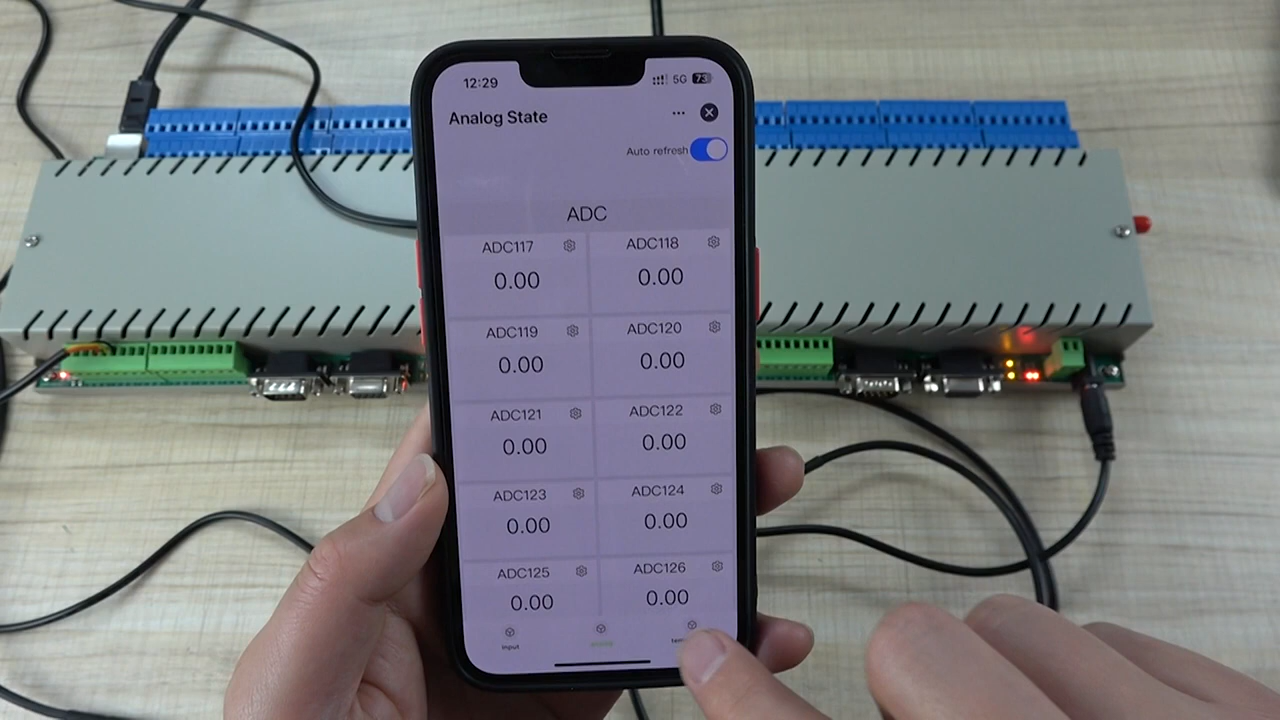 12:29 5G 73
Analog State
Auto refresh
ADC
ADC117 ADC118
0.00 0.00
ADC119 ADC120
0.00 0.00
ADC121 ADC122
0.00 0.00
ADC123 ADC124
0.00 0.00
ADC125 ADC126
0.00 0.00
input